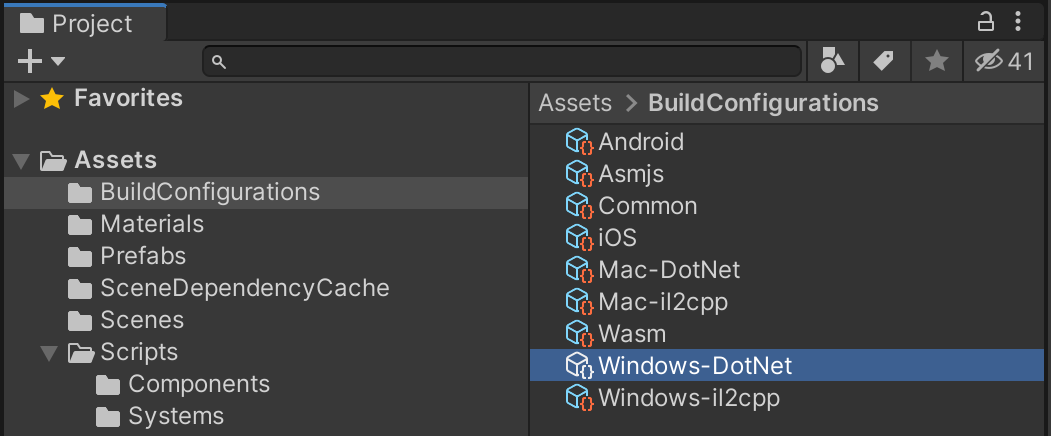 Project
41
Favorites
Assets
BuildConfigurations
Materials
Prefabs
SceneDependencyCache
Scenes
Scripts
Components
Systems
Assets > BuildConfigurations
Android
Asmjs
Common
iOS
Mac-DotNet
Mac-il2cpp
Wasm
Windows-DotNet
Windows-il2cpp